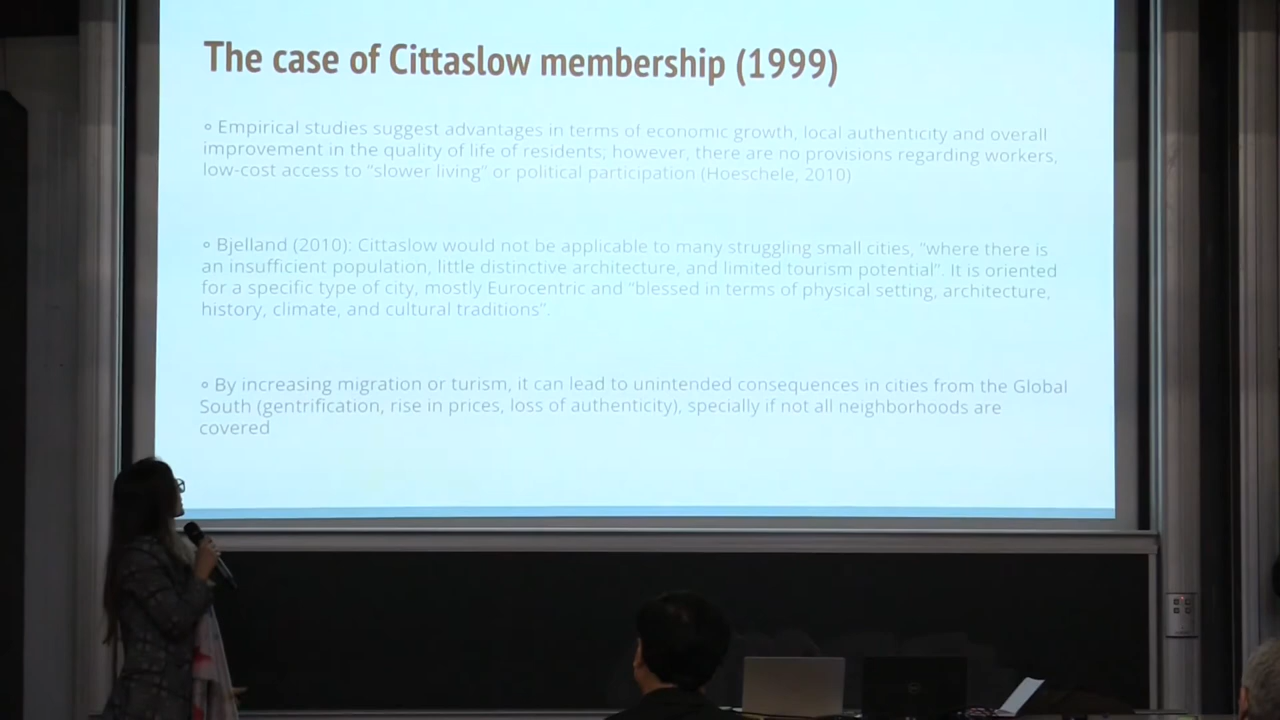 The case of Cittaslow membership (1999)
◦ Empirical studies suggest advantages in terms of economic growth, local authenticity and overall
improvement in the quality of life of residents; however, there are no provisions regarding workers,
low-cost access to “slower living” or political participation (Hoeschele, 2010)
◦ Bjelland (2010): Cittaslow would not be applicable to many struggling small cities, “where there is
an insufficient population, little distinctive architecture, and limited tourism potential”. It is oriented
for a specific type of city, mostly Eurocentric and “blessed in terms of physical setting, architecture,
history, climate, and cultural traditions”.
◦ By increasing migration or turism, it can lead to unintended consequences in cities from the Global
South (gentrification, rise in prices, loss of authenticity), specially if not all neighborhoods are
covered